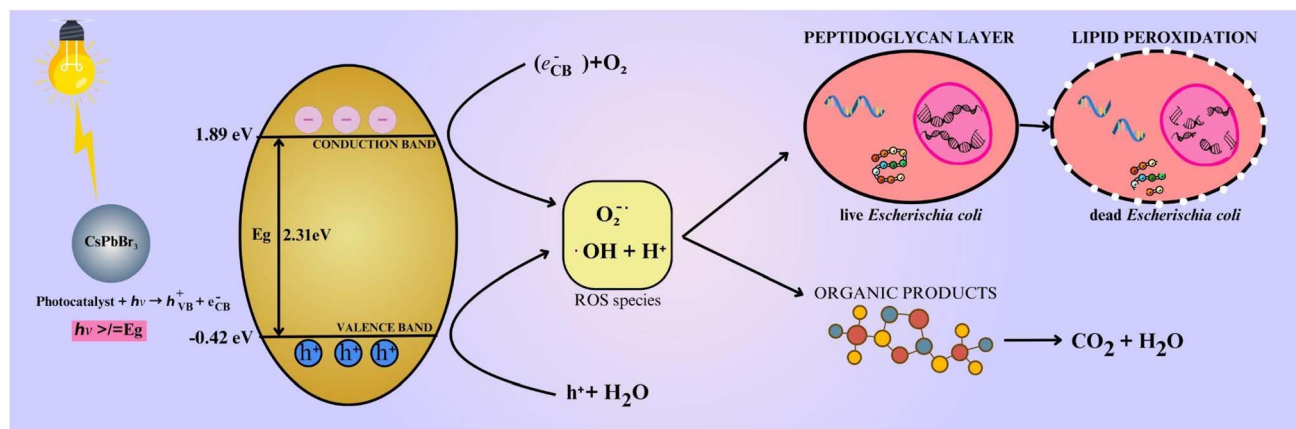 CsPbBr₃
Photocatalyst + hν → h⁺VB + e⁻CB
hν >/=Eg
1.89 eV
- - -
CONDUCTION BAND
Eg 2.31eV
VALENCE BAND
-0.42 eV
h⁺ h⁺ h⁺
(e⁻CB )+O₂
h⁺+ H₂O
O₂⁻·
·OH + H⁺
ROS species
PEPTIDOGLYCAN LAYER
live Escherischia coli
LIPID PEROXIDATION
dead Escherischia coli
ORGANIC PRODUCTS
CO₂ + H₂O